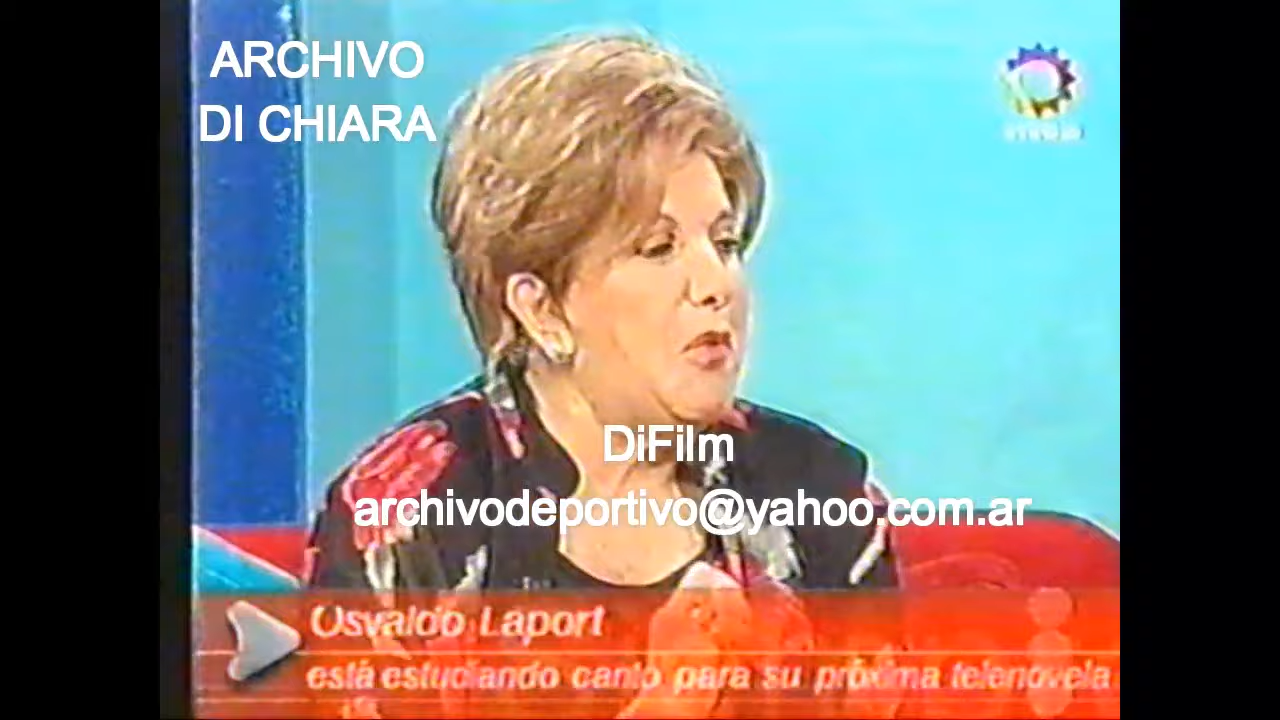 ARCHIVO
DI CHIARA
DiFilm
archivodeportivo@yahoo.com.ar
Osvaldo Laport
está estudiando canto para su próxima telenovela